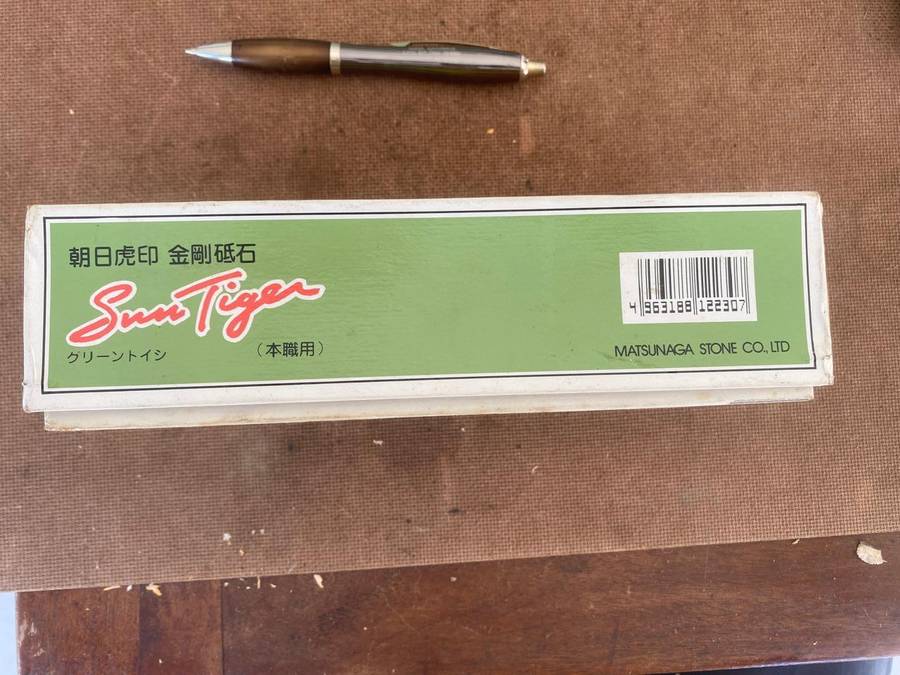 朝日虎印 金剛砥石
Sun Tiger
グリーントイシ （本職用）
4 963188 122307
MATSUNAGA STONE CO., LTD